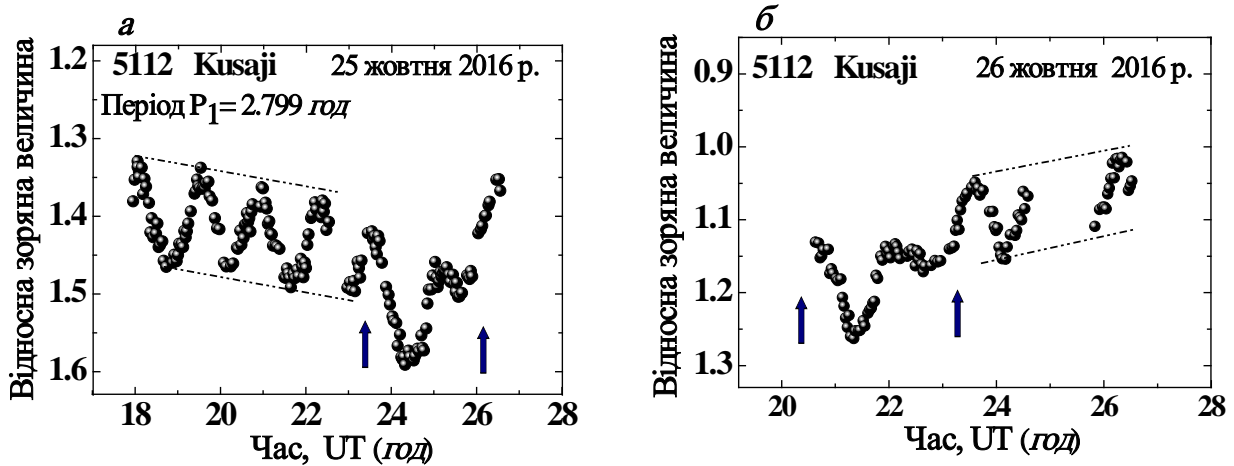 а
5112 Kusaji 25 жовтня 2016 р.
Період P1= 2.799 год
Відносна зоряна величина
1.2
1.3
1.4
1.5
1.6
18 20 22 24 26 28
Час, UT (год)
б
5112 Kusaji 26 жовтня 2016 р.
Відносна зоряна величина
0.9
1.0
1.1
1.2
1.3
20 22 24 26 28
Час, UT (год)